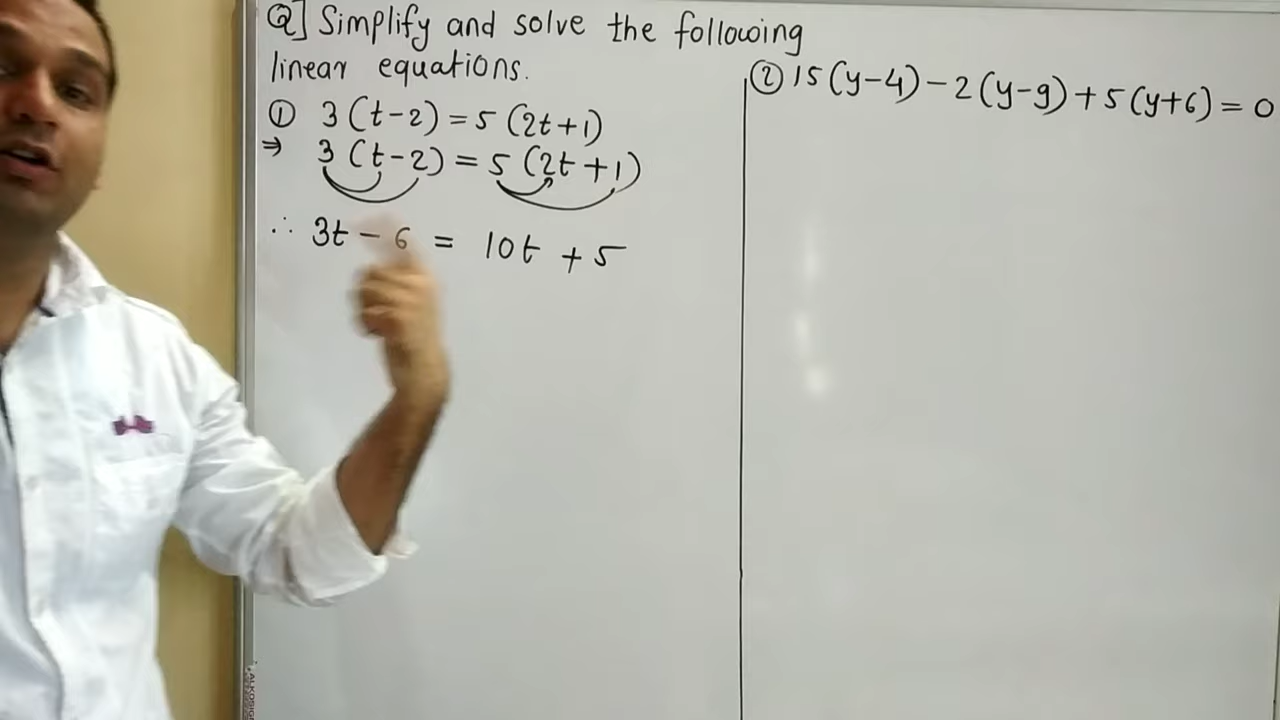 Q] Simplify and solve the following
linear equations.
① 3(t-2) = 5(2t+1)
⇒ 3(t-2) = 5(2t+1)
∴ 3t - 6 = 10t + 5
② 15(y-4) - 2(y-9) + 5(y+6) = 0